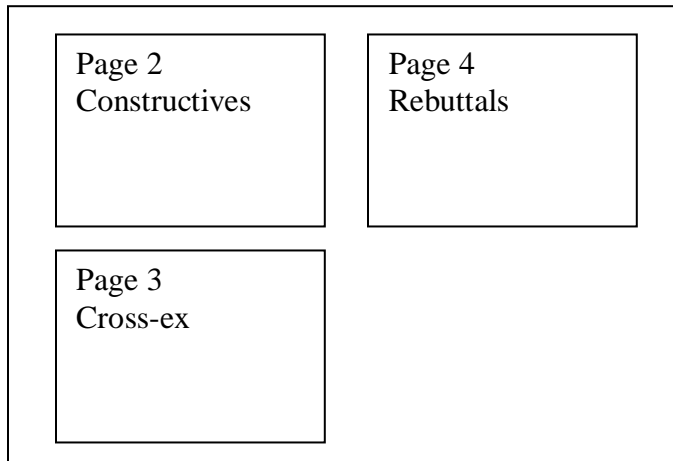 Page 2
Constructives
Page 4
Rebuttals
Page 3
Cross-ex